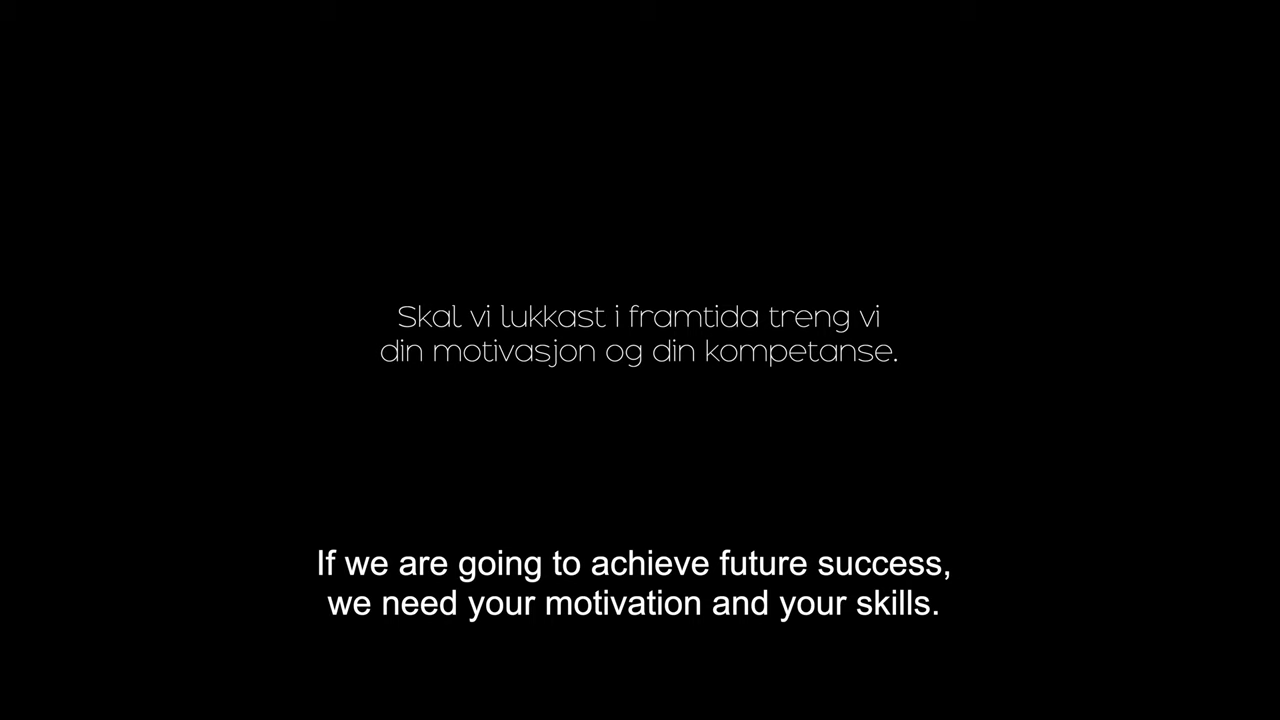 Skal vi lukkast i framtida treng vi
din motivasjon og din kompetanse.
If we are going to achieve future success,
we need your motivation and your skills.